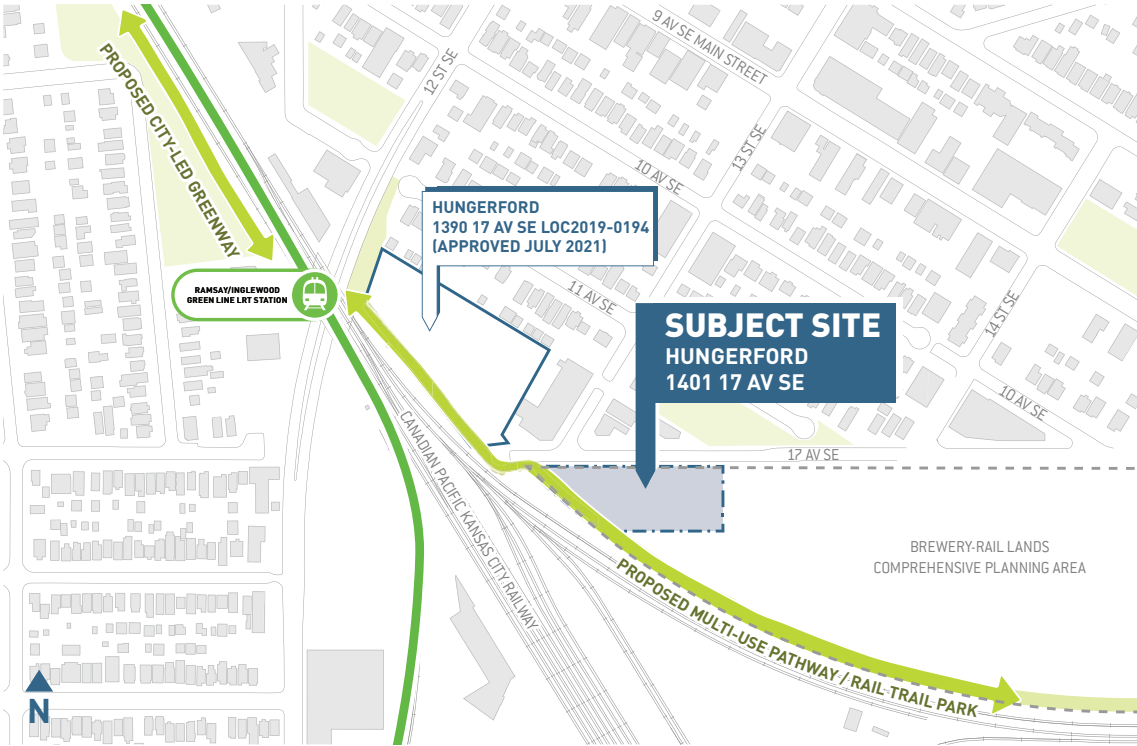 9 AV SE MAIN STREET
PROPOSED CITY-LED GREENWAY
12 ST SE
13 ST SE
10 AV SE
HUNGERFORD
1390 17 AV SE LOC2019-0194
(APPROVED JULY 2021)
RAMSAY/INGLEWOOD
GREEN LINE LRT STATION
11 AV SE
14 ST SE
SUBJECT SITE
HUNGERFORD
1401 17 AV SE
10 AV SE
17 AV SE
CANADIAN PACIFIC KANSAS CITY RAILWAY
BREWERY-RAIL LANDS
COMPREHENSIVE PLANNING AREA
PROPOSED MULTI-USE PATHWAY / RAIL TRAIL PARK
N